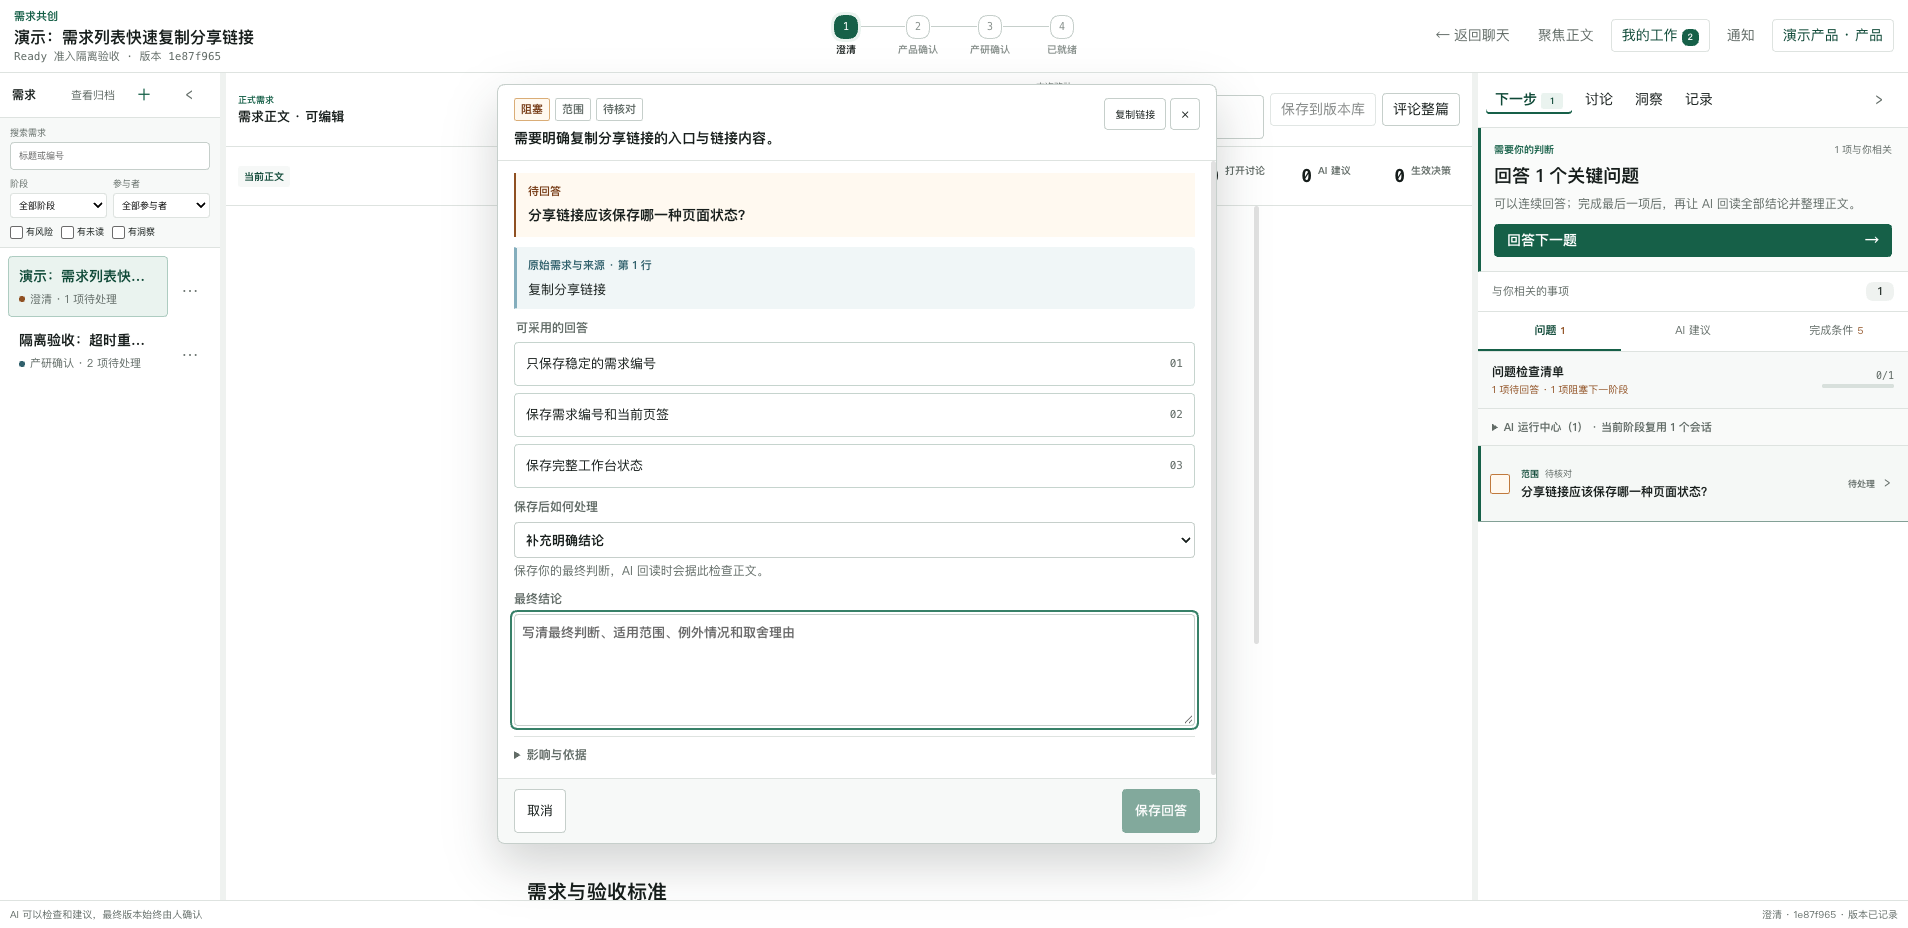 需求共创
演示：需求列表快速复制分享链接
Ready 准入隔离验收 · 版本 1e87f965
1
澄清
2
产品确认
3
产研确认
4
已就绪
← 返回聊天
聚焦正文
我的工作 2
通知
演示产品 · 产品
需求
查看归档
+
<
搜索需求
标题或编号
阶段
参与者
全部阶段
全部参与者
有风险
有未读
有洞察
演示：需求列表快…
澄清 · 1 项待处理
…
隔离验收：超时重…
产研确认 · 2 项待处理
…
正式需求
需求正文 · 可编辑
保存到版本库
评论整篇
当前正文
打开讨论
0 AI 建议
0 生效决策
阻塞
范围
待核对
复制链接
×
需要明确复制分享链接的入口与链接内容。
待回答
分享链接应该保存哪一种页面状态？
原始需求与来源 · 第 1 行
复制分享链接
可采用的回答
只保存稳定的需求编号 01
保存需求编号和当前页签 02
保存完整工作台状态 03
保存后如何处理
补充明确结论
保存你的最终判断，AI 回读时会据此检查正文。
最终结论
写清最终判断、适用范围、例外情况和取舍理由
▶ 影响与依据
取消
保存回答
需求与验收标准
下一步 1
讨论
洞察
记录
>
需要你的判断
1 项与你相关
回答 1 个关键问题
可以连续回答；完成最后一项后，再让 AI 回读全部结论并整理正文。
回答下一题 →
与你相关的事项 1
问题 1
AI 建议
完成条件 5
问题检查清单
0/1
1 项待回答 · 1 项阻塞下一阶段
▶ AI 运行中心（1） · 当前阶段复用 1 个会话
范围 待核对
分享链接应该保存哪一种页面状态？
待处理 >
AI 可以检查和建议，最终版本始终由人确认
澄清 · 1e87f965 · 版本已记录